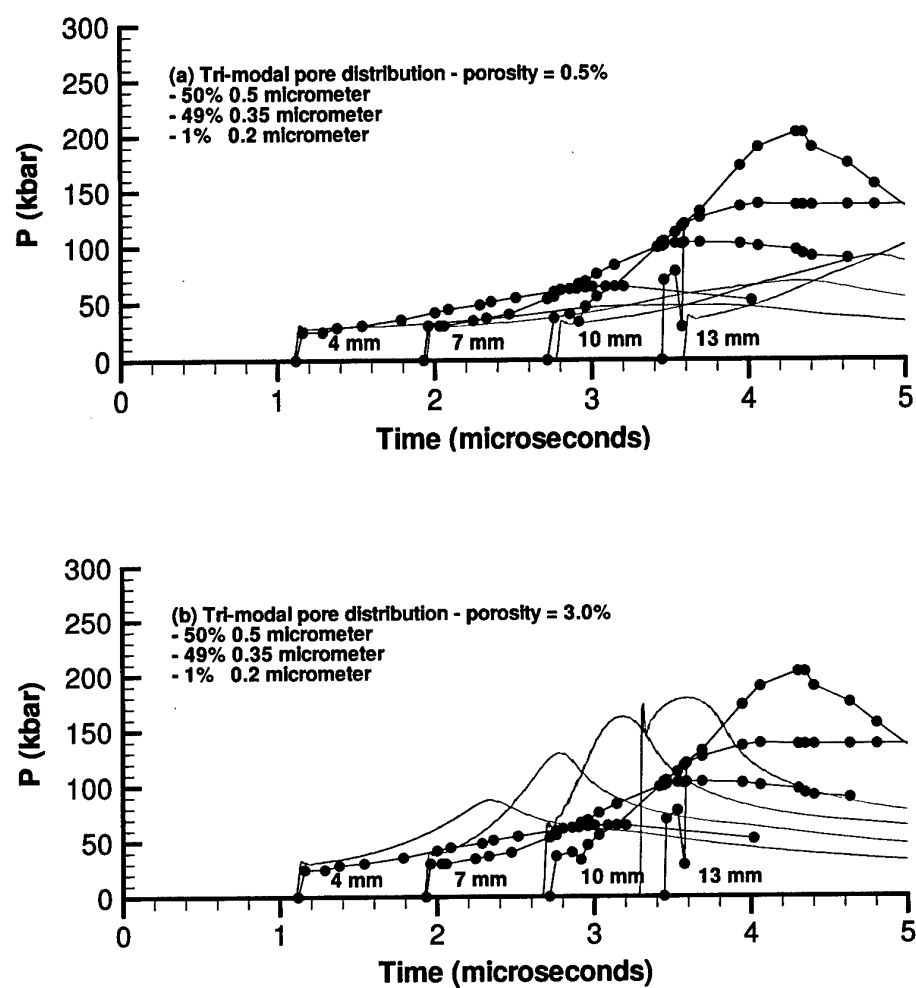 300
(a) Tri-modal pore distribution - porosity = 0.5%
250
- 50% 0.5 micrometer
- 49% 0.35 micrometer
200
- 1% 0.2 micrometer
150
P (kbar)
100
50
4 mm 7 mm 10 mm 13 mm
0
0 1 2 3 4 5
Time (microseconds)
300
(b) Tri-modal pore distribution - porosity = 3.0%
250
- 50% 0.5 micrometer
- 49% 0.35 micrometer
200
- 1% 0.2 micrometer
150
P (kbar)
100
50
4 mm 7 mm 10 mm 13 mm
0
0 1 2 3 4 5
Time (microseconds)